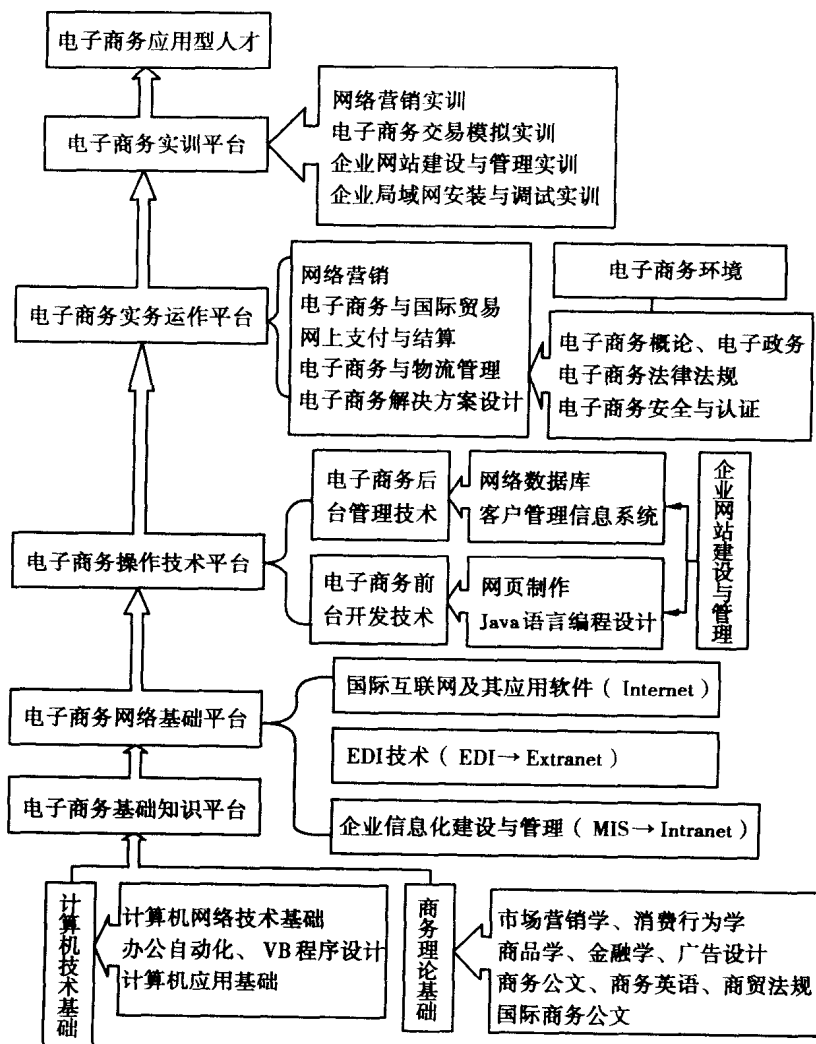 电子商务应用型人才
电子商务实训平台
网络营销实训
电子商务交易模拟实训
企业网站建设与管理实训
企业局域网安装与调试实训
电子商务实务运作平台
网络营销
电子商务与国际贸易
网上支付与结算
电子商务与物流管理
电子商务解决方案设计
电子商务环境
电子商务概论、电子政务
电子商务法律法规
电子商务安全与认证
电子商务操作技术平台
电子商务后
台管理技术
网络数据库
客户管理信息系统
电子商务前
台开发技术
网页制作
Java语言编程设计
企业网站建设与管理
电子商务网络基础平台
国际互联网及其应用软件（Internet）
EDI技术（EDI→Extranet）
企业信息化建设与管理（MIS→Intranet）
电子商务基础知识平台
计算机技术基础
计算机网络技术基础
办公自动化、VB程序设计
计算机应用基础
商务理论基础
市场营销学、消费行为学
商品学、金融学、广告设计
商务公文、商务英语、商贸法规
国际商务公文